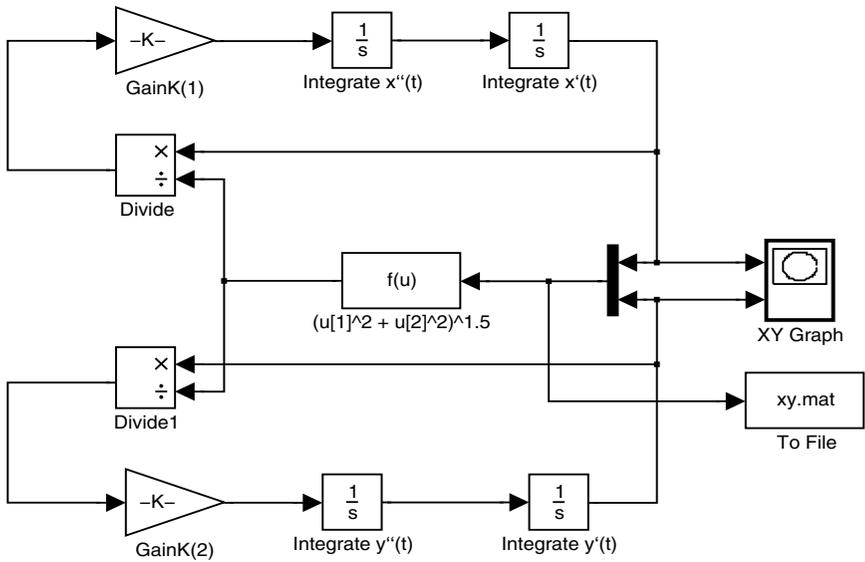 –K–
1
s
1
s
GainK(1)
Integrate x‘‘(t)
Integrate x‘(t)
×
÷
Divide
f(u)
(u[1]^2 + u[2]^2)^1.5
XY Graph
×
÷
Divide1
xy.mat
To File
–K–
1
s
1
s
GainK(2)
Integrate y‘‘(t)
Integrate y‘(t)